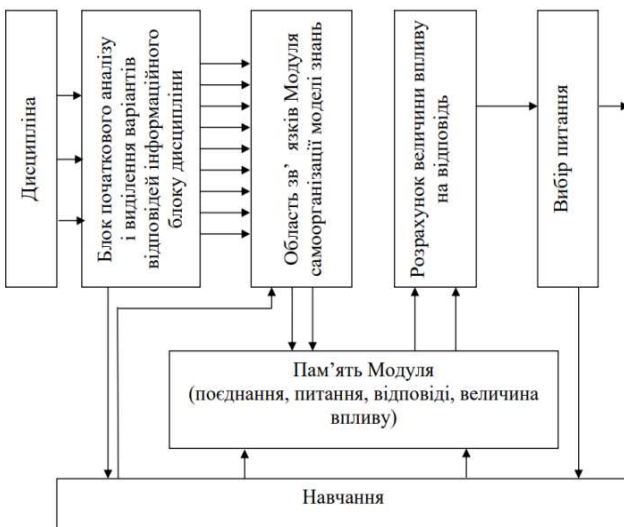 Дисципліна
Блок початкового аналізу
і виділення варіантів
відповідей інформаційного
блоку дисципліни
Область зв’ язків Модуля
самоорганізації моделі знань
Розрахунок величини впливу
на відповідь
Вибір питання
Пам’ять Модуля
(поєднання, питання, відповіді, величина
впливу)
Навчання